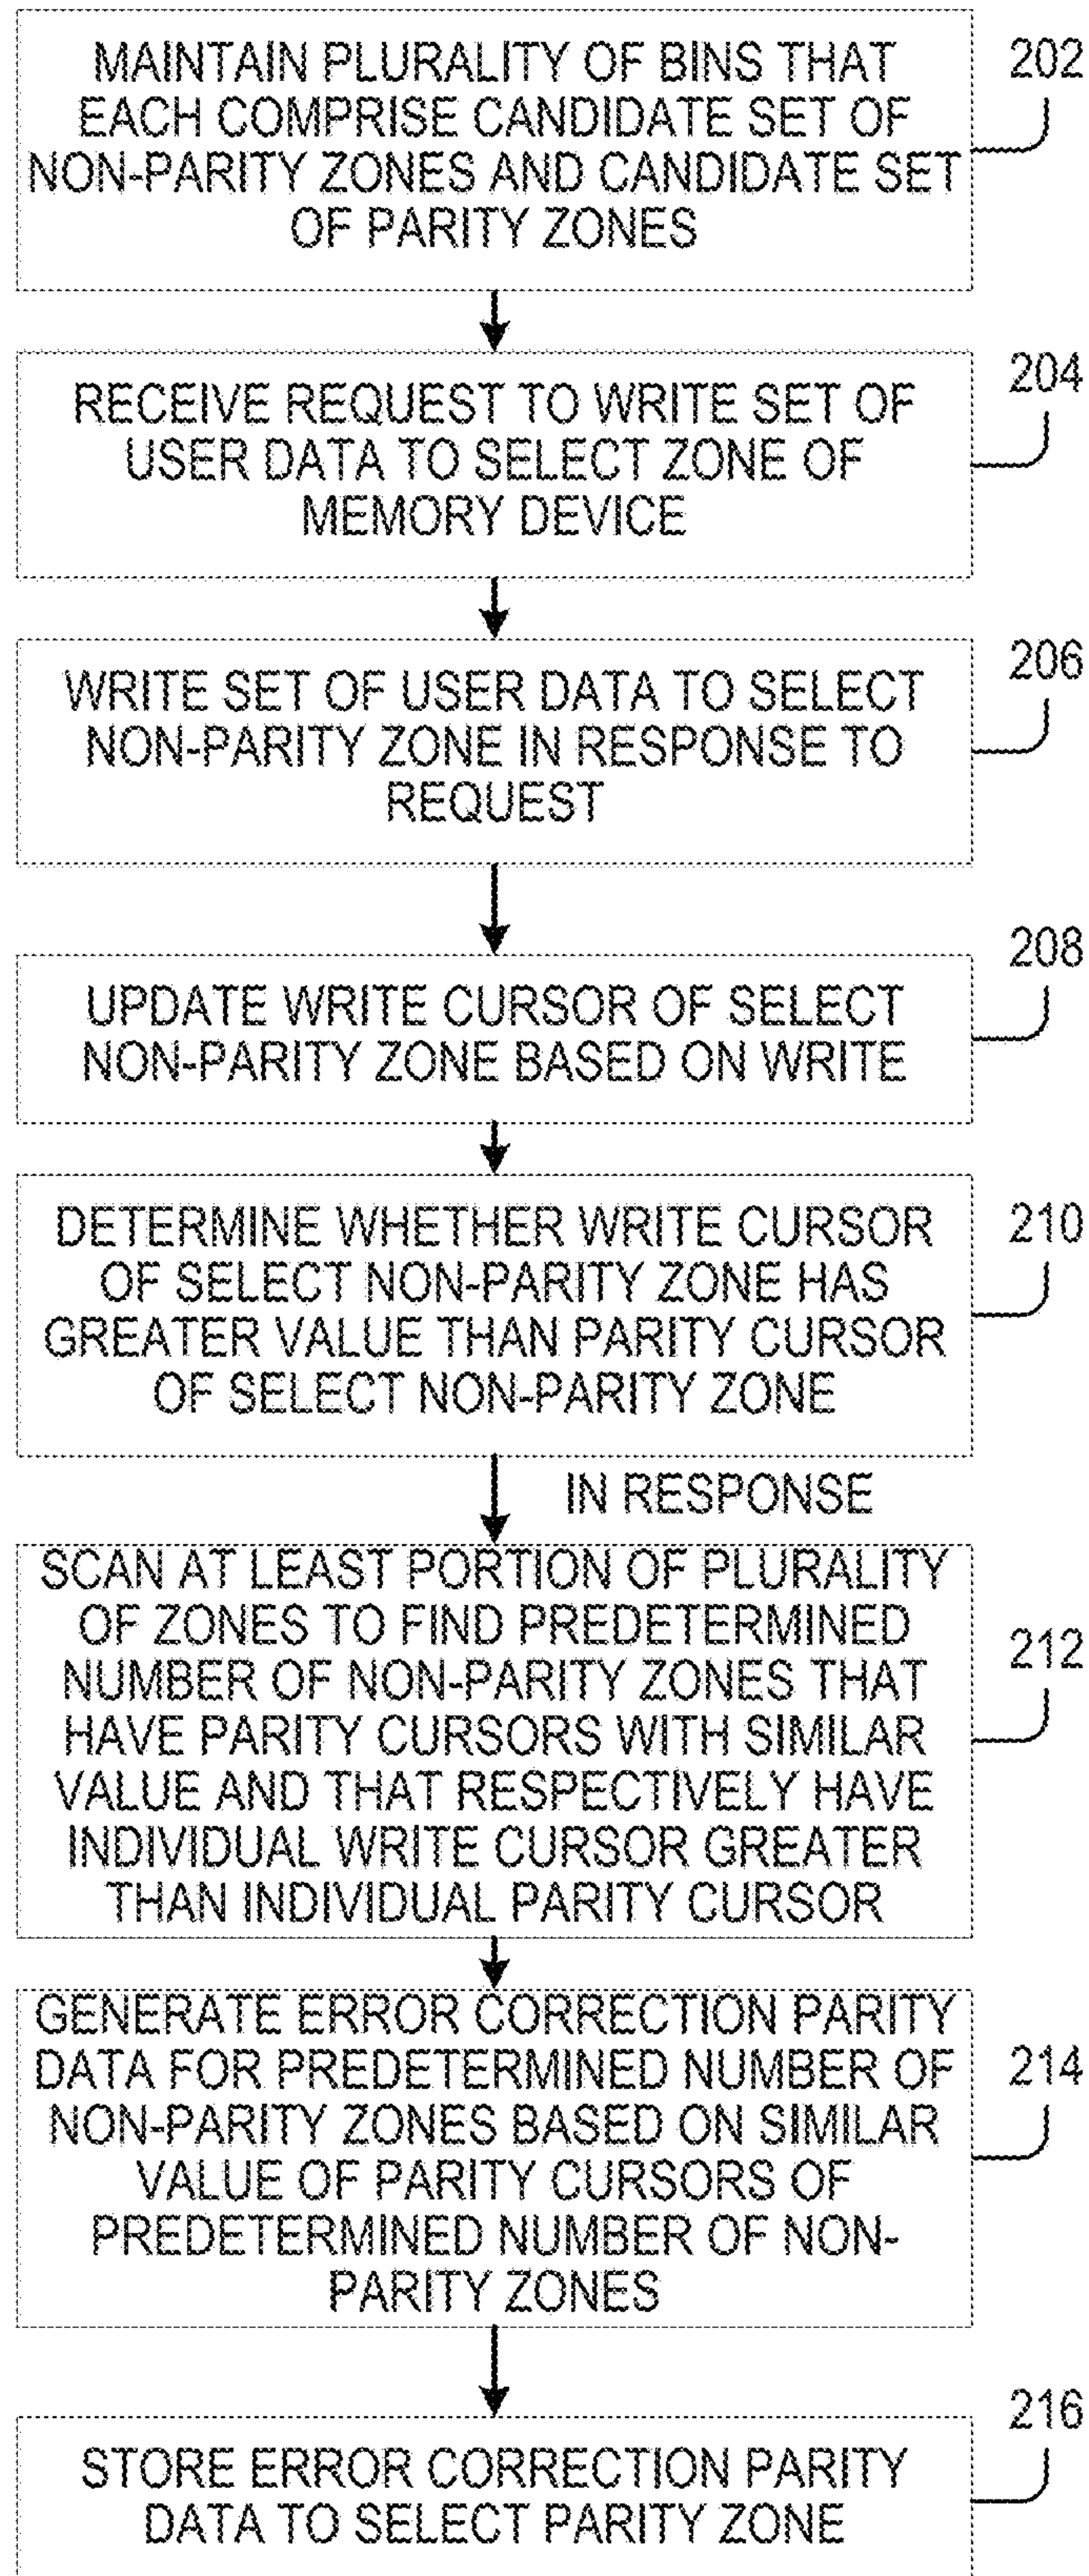 MAINTAIN PLURALITY OF BINS THAT
EACH COMPRISE CANDIDATE SET OF
NON-PARITY ZONES AND CANDIDATE SET
OF PARITY ZONES
202
RECEIVE REQUEST TO WRITE SET OF
USER DATA TO SELECT ZONE OF
MEMORY DEVICE
204
WRITE SET OF USER DATA TO SELECT
NON-PARITY ZONE IN RESPONSE TO
REQUEST
206
UPDATE WRITE CURSOR OF SELECT
NON-PARITY ZONE BASED ON WRITE
208
DETERMINE WHETHER WRITE CURSOR
OF SELECT NON-PARITY ZONE HAS
GREATER VALUE THAN PARITY CURSOR
OF SELECT NON-PARITY ZONE
210
IN RESPONSE
SCAN AT LEAST PORTION OF PLURALITY
OF ZONES TO FIND PREDETERMINED
NUMBER OF NON-PARITY ZONES THAT
HAVE PARITY CURSORS WITH SIMILAR
VALUE AND THAT RESPECTIVELY HAVE
INDIVIDUAL WRITE CURSOR GREATER
THAN INDIVIDUAL PARITY CURSOR
212
GENERATE ERROR CORRECTION PARITY
DATA FOR PREDETERMINED NUMBER OF
NON-PARITY ZONES BASED ON SIMILAR
VALUE OF PARITY CURSORS OF
PREDETERMINED NUMBER OF NON-
PARITY ZONES
214
STORE ERROR CORRECTION PARITY
DATA TO SELECT PARITY ZONE
216